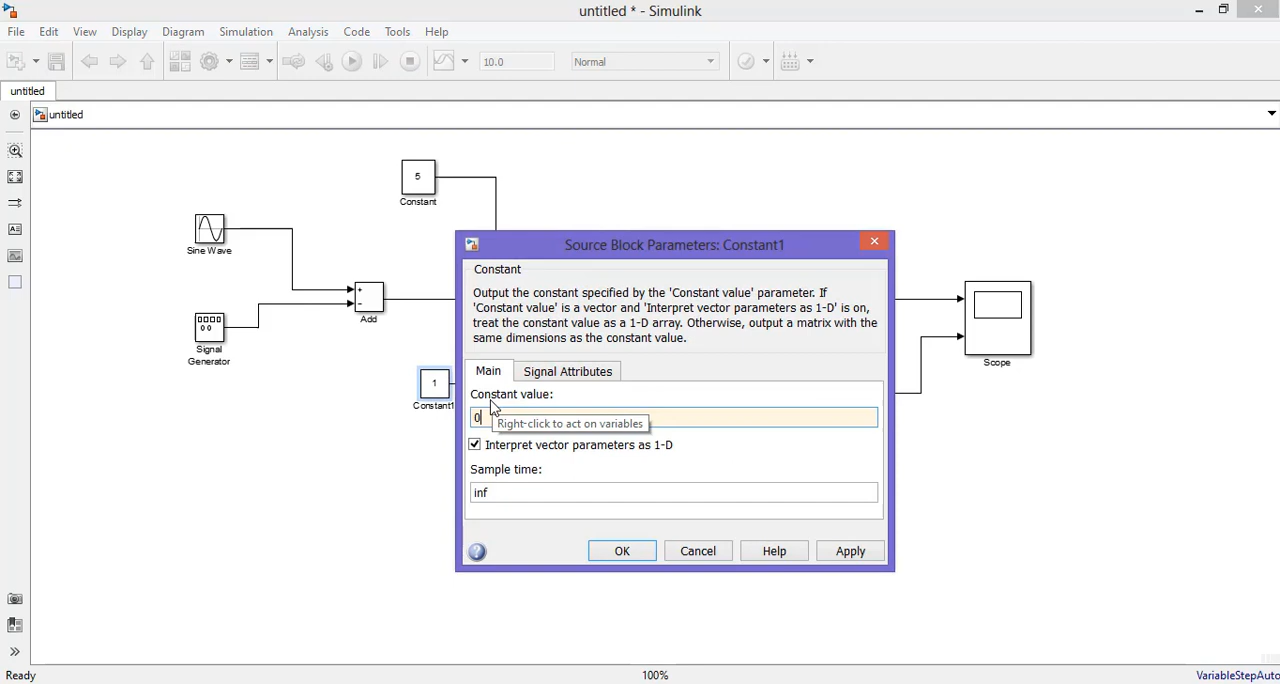 untitled * - Simulink
File Edit View Display Diagram Simulation Analysis Code Tools Help
10.0 Normal
untitled
untitled
5
Constant
Sine Wave
Add
Signal
Generator
1
Constant1
Scope
Source Block Parameters: Constant1
Constant
Output the constant specified by the 'Constant value' parameter. If
'Constant value' is a vector and 'Interpret vector parameters as 1-D' is on,
treat the constant value as a 1-D array. Otherwise, output a matrix with the
same dimensions as the constant value.
Main Signal Attributes
Constant value:
0
Right-click to act on variables
Interpret vector parameters as 1-D
Sample time:
inf
OK Cancel Help Apply
Ready 100% VariableStepAuto